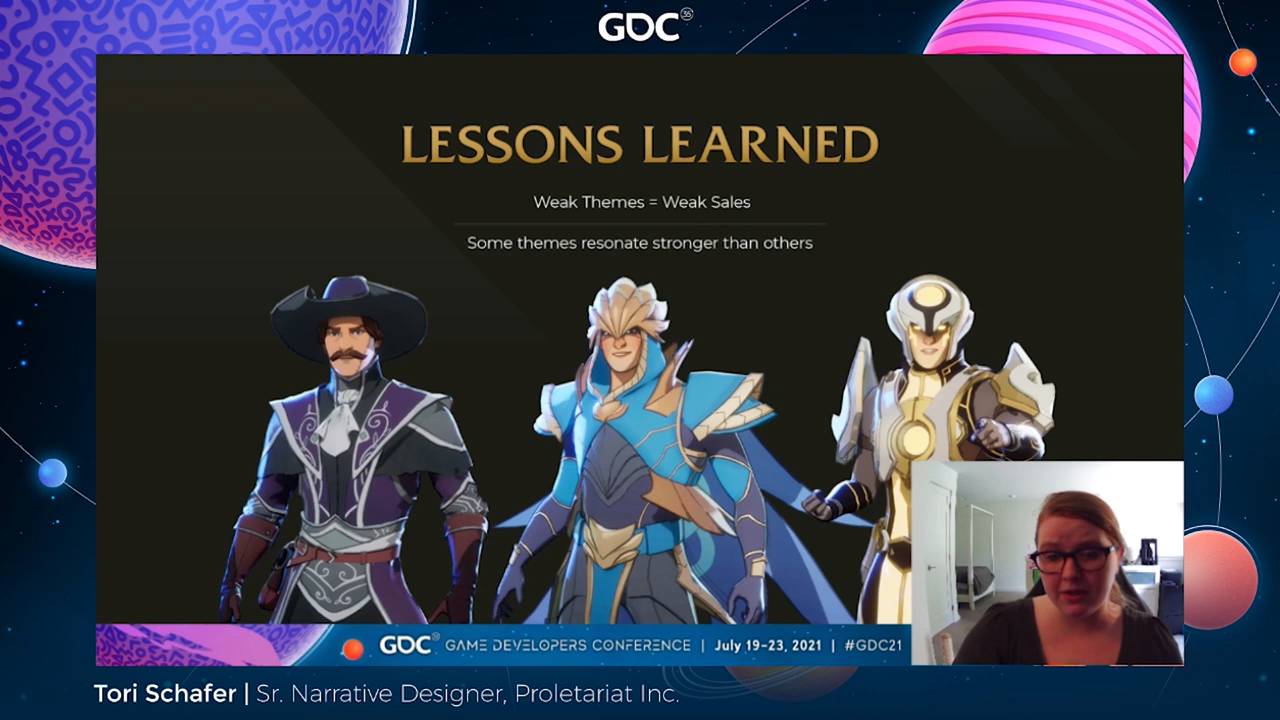 GDC 35
LESSONS LEARNED
Weak Themes = Weak Sales
Some themes resonate stronger than others
GDC GAME DEVELOPERS CONFERENCE | July 19-23, 2021 | #GDC21
Tori Schafer | Sr. Narrative Designer, Proletariat Inc.